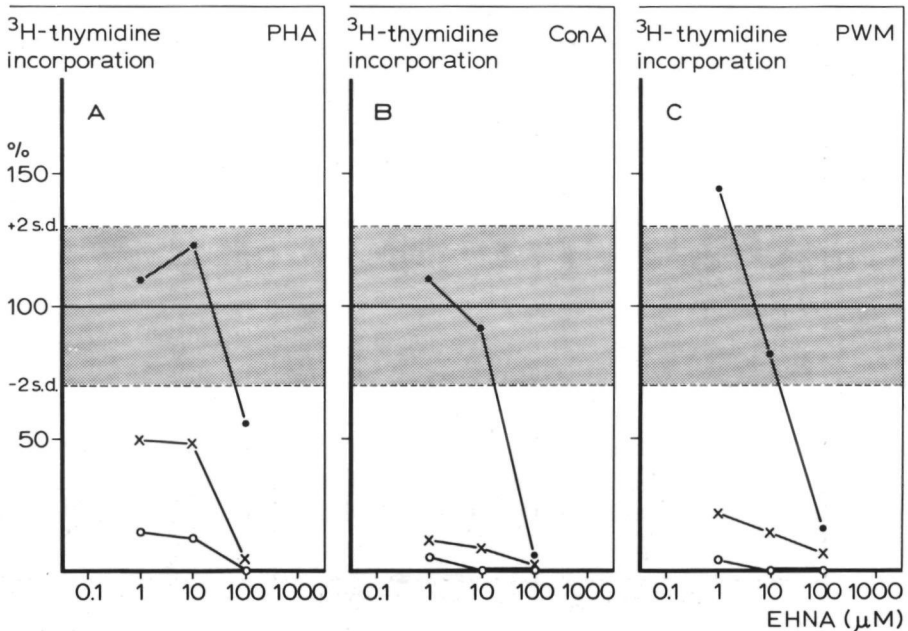 ³H-thymidine incorporation PHA
A
%
150
+2 s.d.
100
-2 s.d.
50
0.1 1 10 100 1000
³H-thymidine incorporation ConA
B
0.1 1 10 100 1000
³H-thymidine incorporation PWM
C
0.1 1 10 100 1000
EHNA (µM)